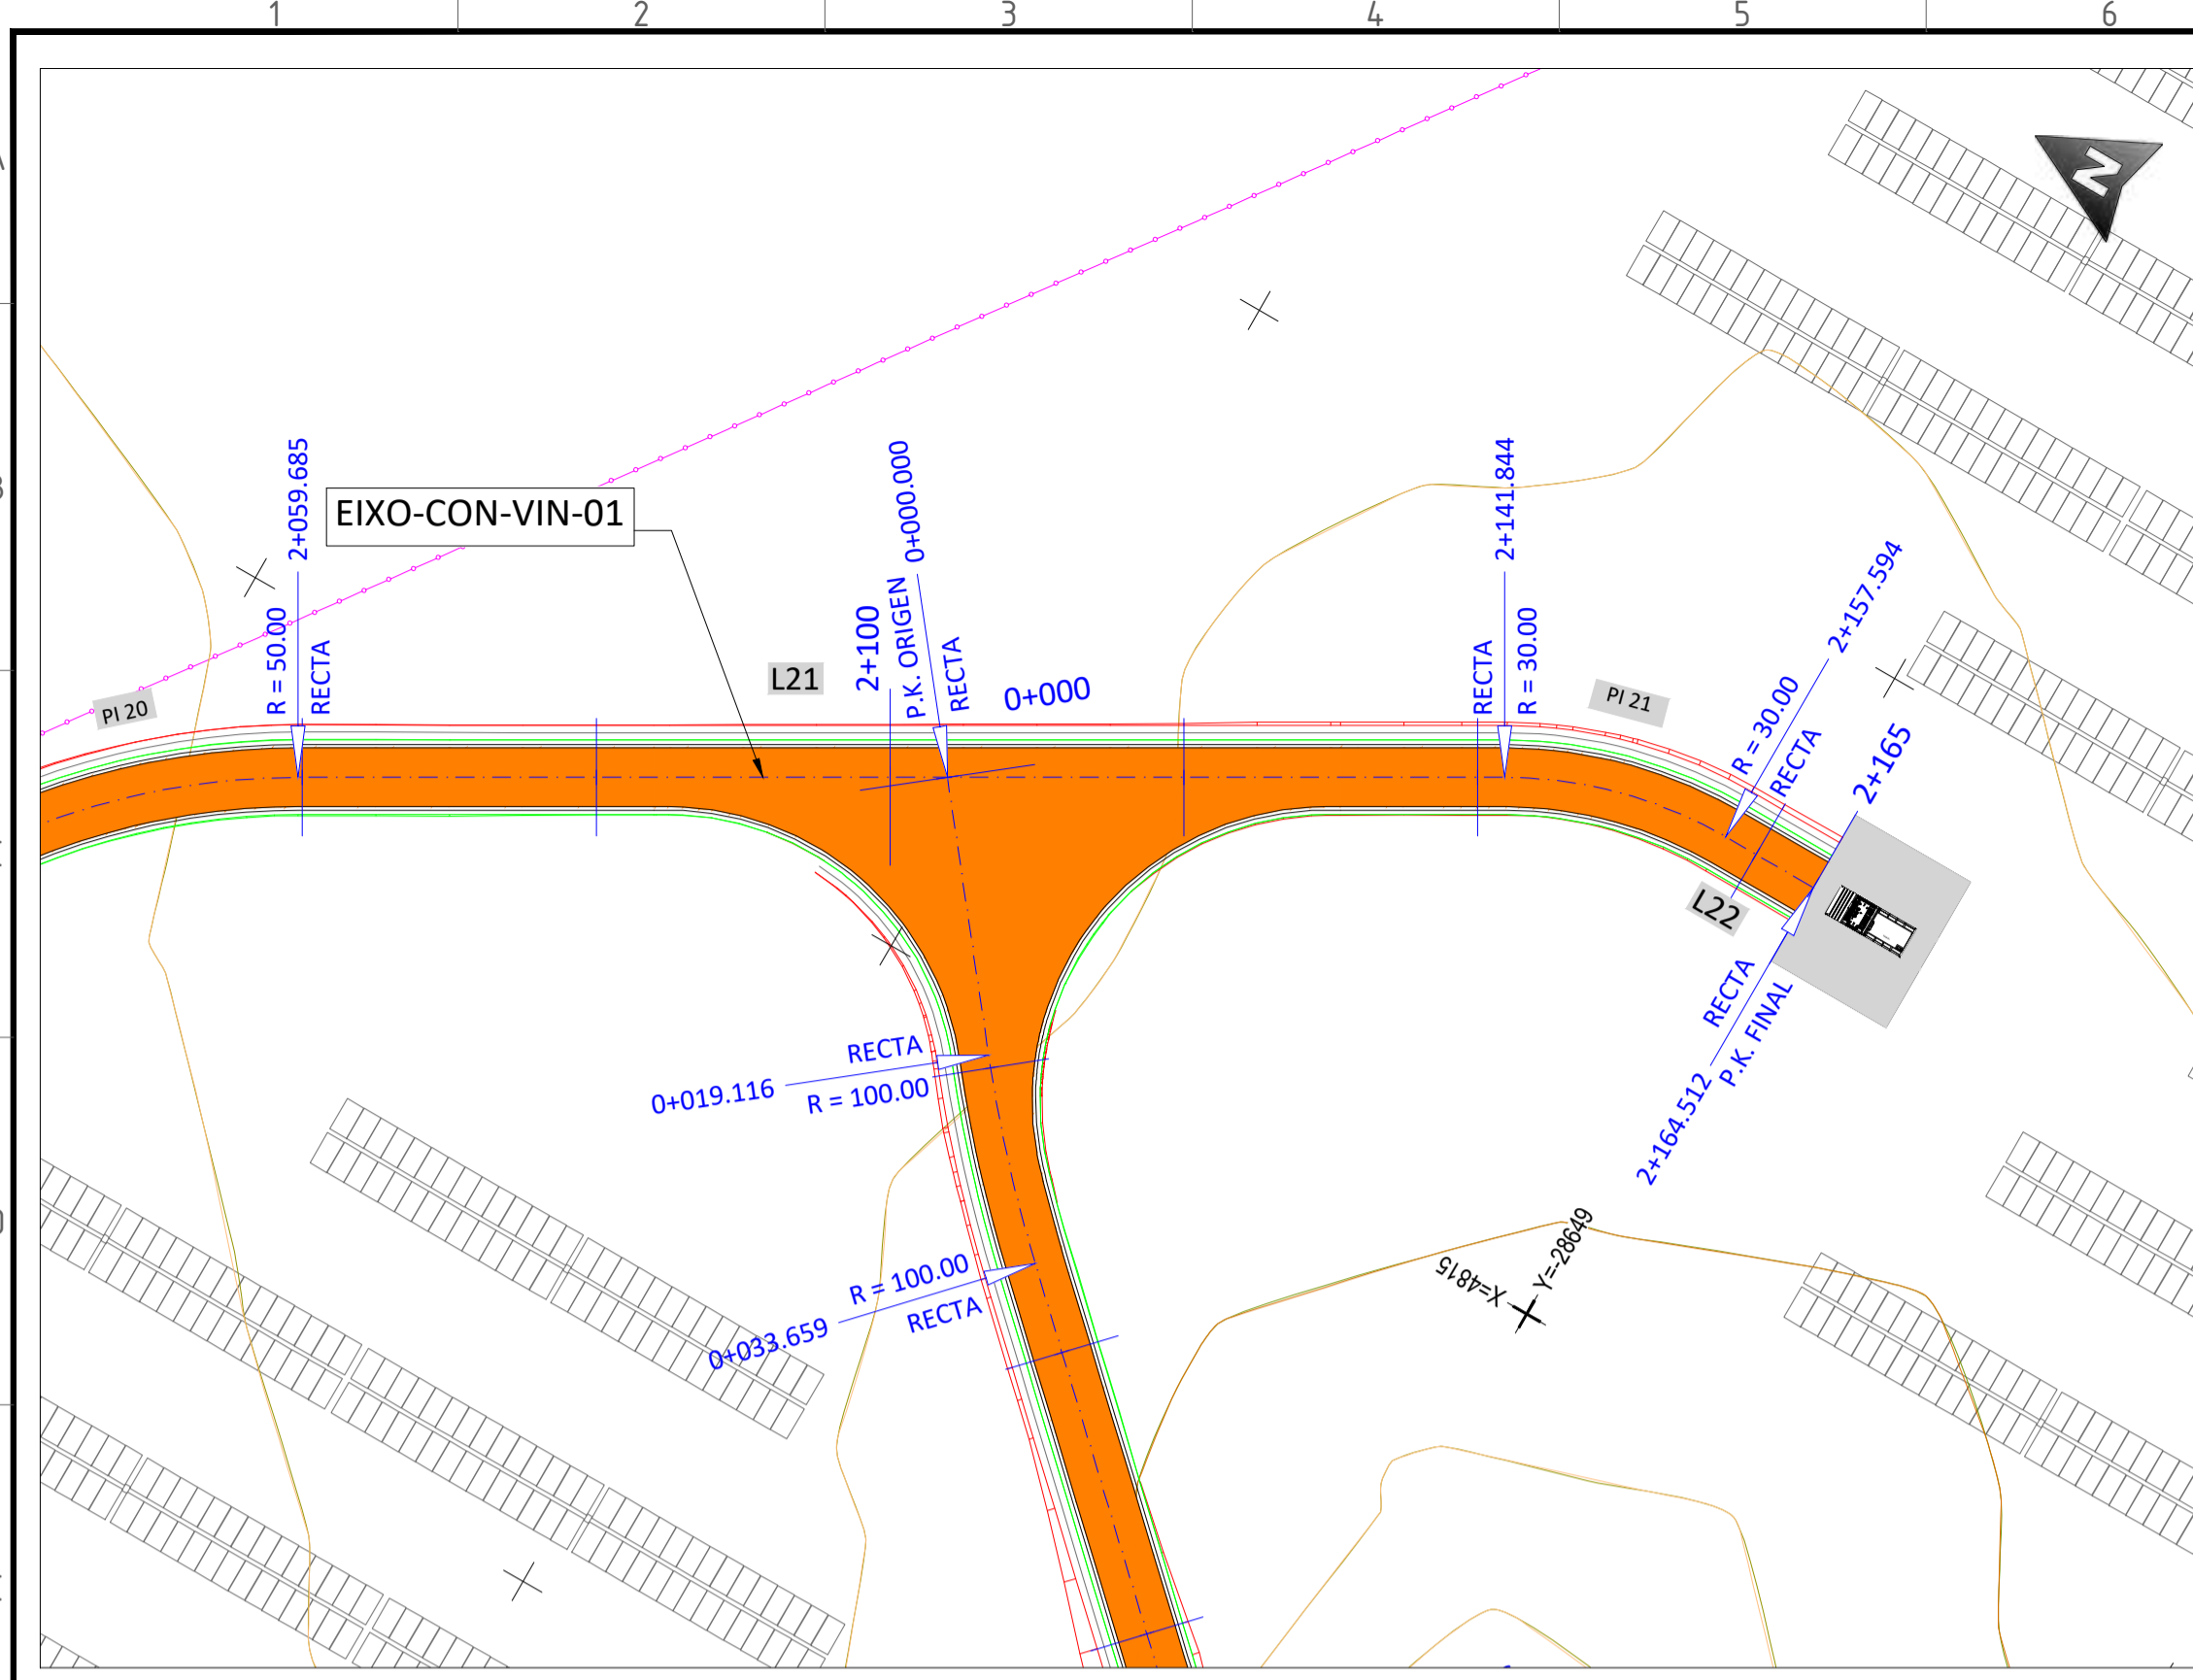 1
2
3
4
5
6
N
2+059.685
R = 50.00
RECTA
EIXO-CON-VIN-01
PI 20
L21
2+100
P.K. ORIGEN 0+000.000
RECTA
0+000
2+141.844
RECTA
R = 30.00
PI 21
2+157.594
R = 30.00
RECTA
2+165
L22
RECTA
P.K. FINAL
2+164.512
RECTA
0+019.116
R = 100.00
R = 100.00
0+033.659
RECTA
X=4815
Y=-28649